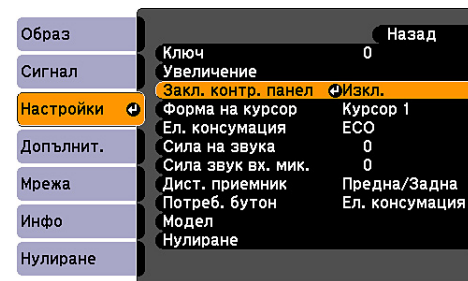 Образ
Сигнал
Настройки
Допълнит.
Мрежа
Инфо
Нулиране
Назад
Ключ 0
Увеличение
Закл. контр. панел Изкл.
Форма на курсор Курсор 1
Ел. консумация ECO
Сила на звука 0
Сила звук вх. мик. 0
Дист. приемник Предна/Задна
Потреб. бутон Ел. консумация
Модел
Нулиране